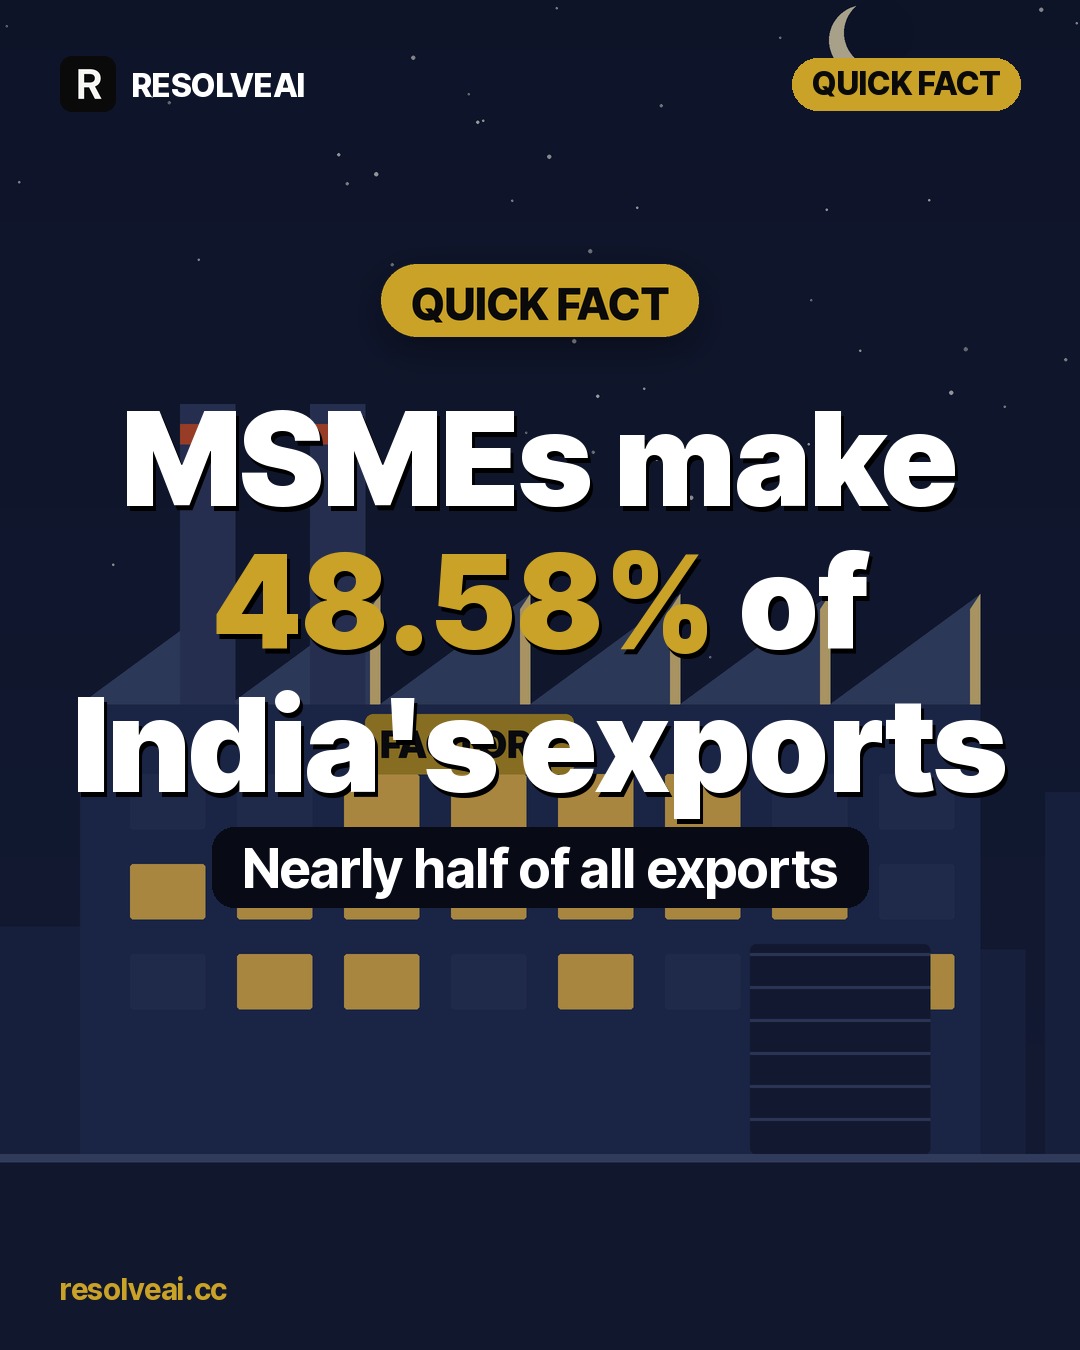 R RESOLVEAI
QUICK FACT
QUICK FACT
MSMEs make
48.58% of
India's exports
Nearly half of all exports
resolveai.cc